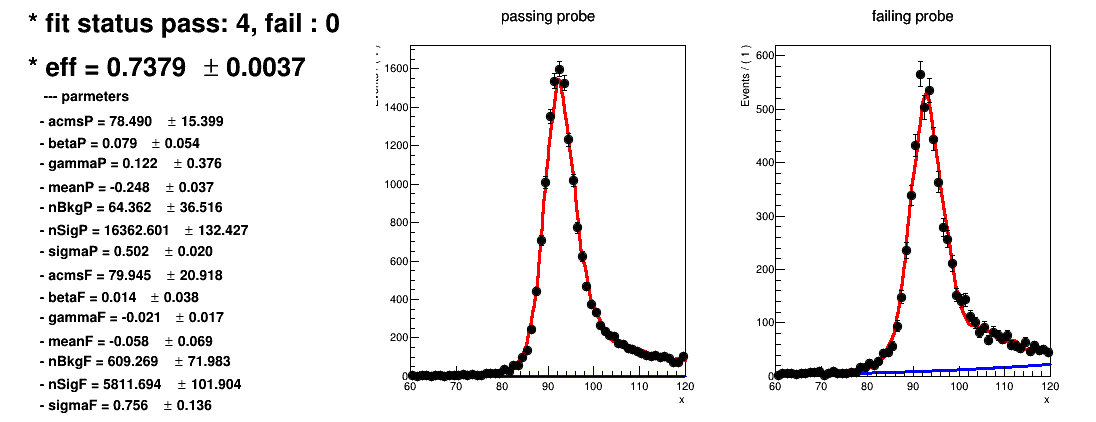 * fit status pass: 4, fail : 0
* eff = 0.7379 ± 0.0037
--- parmeters
- acmsP = 78.490 ± 15.399
- betaP = 0.079 ± 0.054
- gammaP = 0.122 ± 0.376
- meanP = -0.248 ± 0.037
- nBkgP = 64.362 ± 36.516
- nSigP = 16362.601 ± 132.427
- sigmaP = 0.502 ± 0.020
- acmsF = 79.945 ± 20.918
- betaF = 0.014 ± 0.038
- gammaF = -0.021 ± 0.017
- meanF = -0.058 ± 0.069
- nBkgF = 609.269 ± 71.983
- nSigF = 5811.694 ± 101.904
- sigmaF = 0.756 ± 0.136
passing probe
1600
1400
1200
1000
800
600
400
200
0
60 70 80 90 100 110 120
x
failing probe
Events / ( 1 )
600
500
400
300
200
100
0
60 70 80 90 100 110 120
x